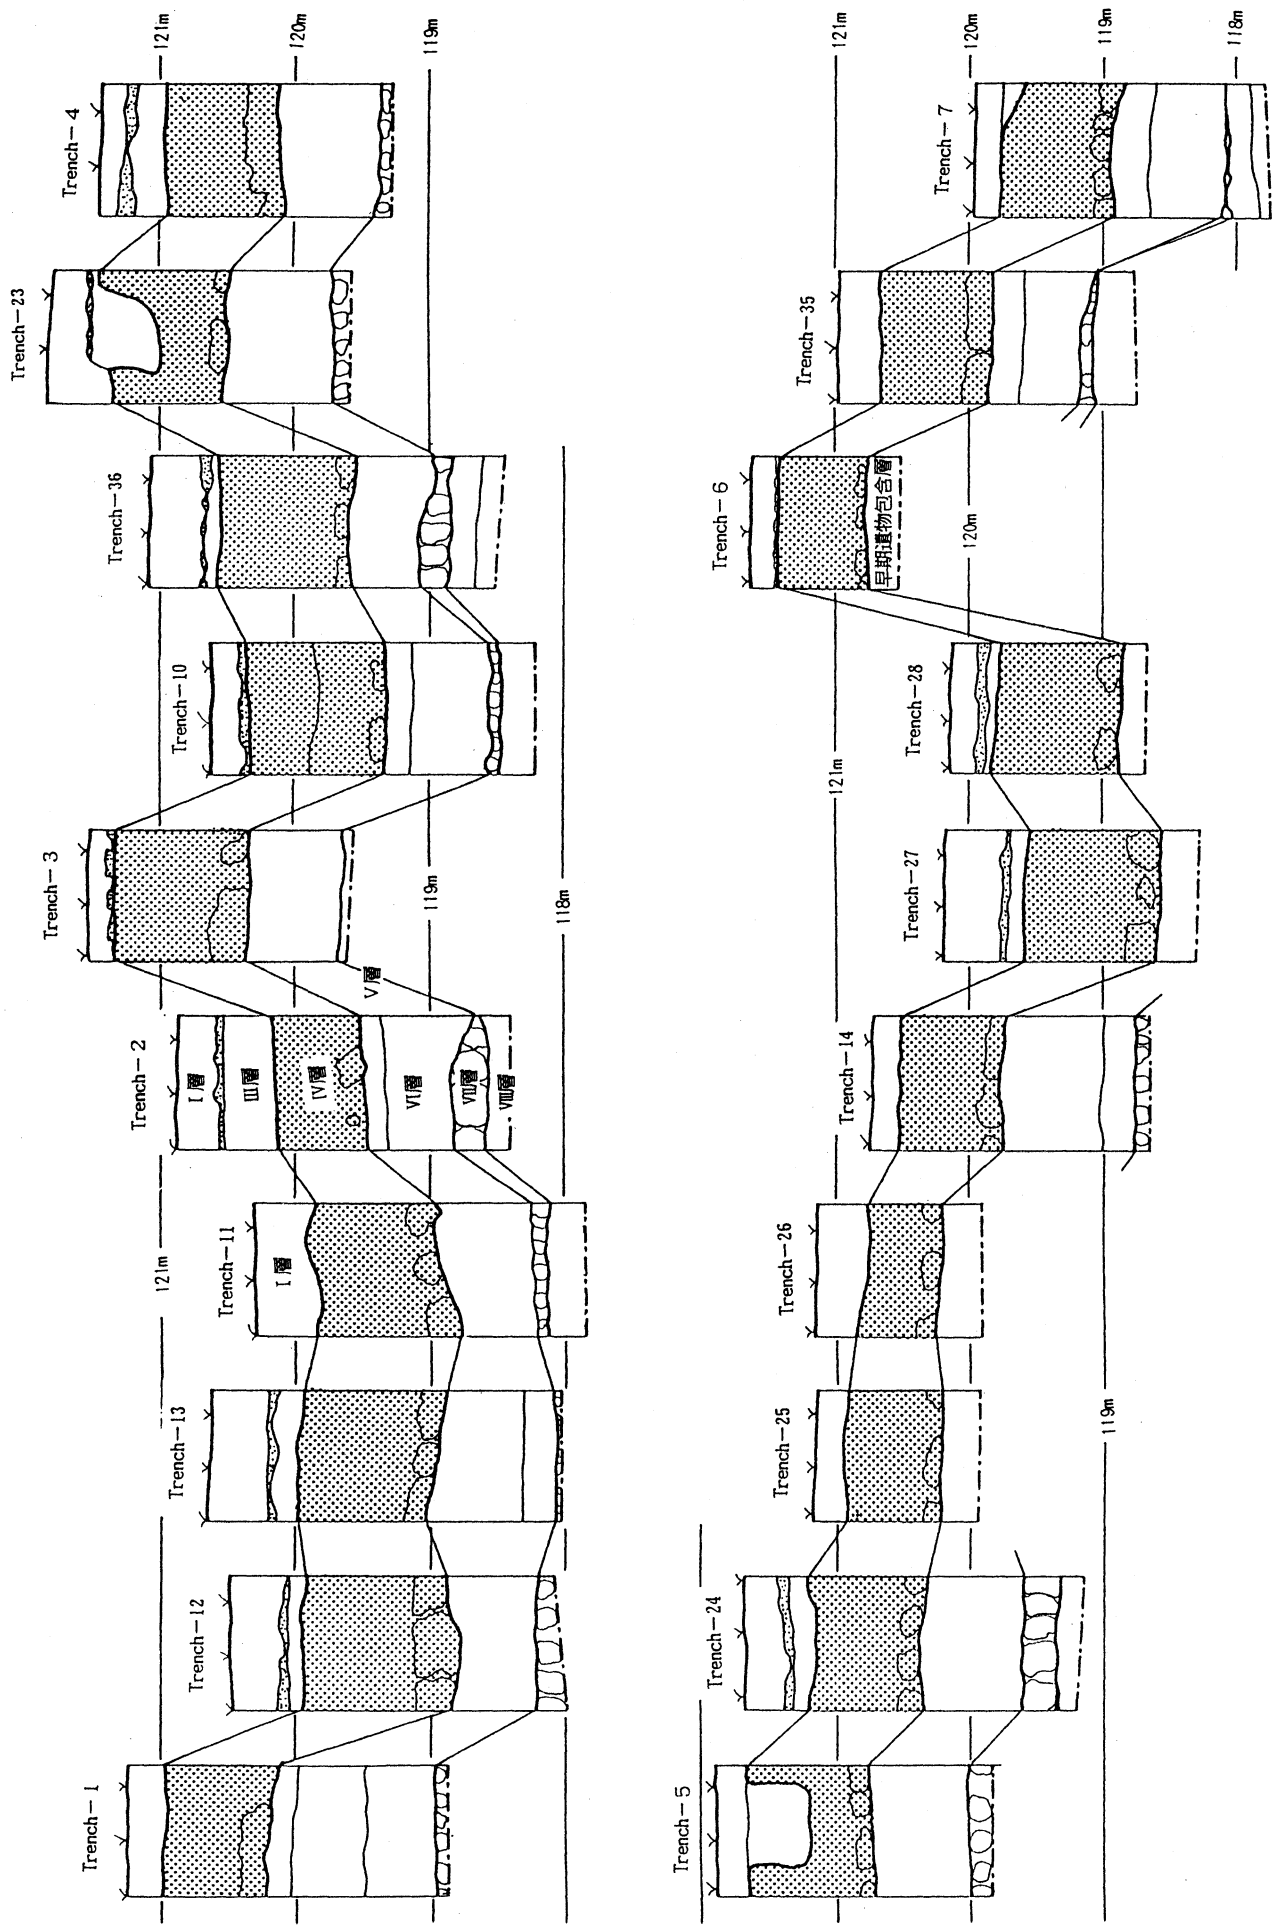 121m
120m
119m
Trench-4
Trench-23
Trench-36
Trench-10
Trench-3
119m
118m
V層
Trench-2
I層
III層
IV層
VI層
VII層
VIII層
121m
Trench-11
I層
Trench-13
Trench-12
Trench-1
121m
120m
119m
118m
Trench-7
Trench-35
Trench-6
早期遺物包含層
120m
Trench-28
121m
Trench-27
Trench-14
Trench-26
Trench-25
119m
Trench-24
Trench-5